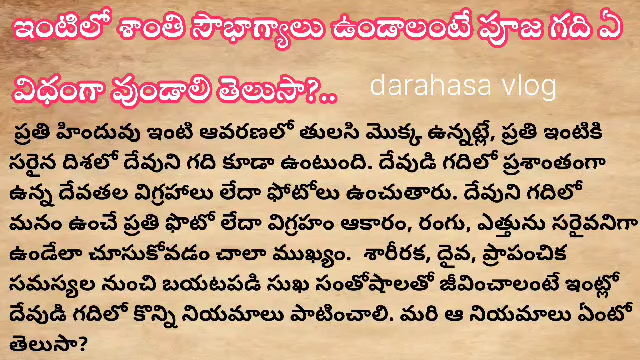 ఇంటిలో శాంతి సౌభాగ్యాలు ఉండాలంటే పూజ గది ఏ
విధంగా వుండాలి తెలుసా?..
darahasa vlog
ప్రతి హిందువు ఇంటి ఆవరణలో తులసి మొక్క ఉన్నట్లే, ప్రతి ఇంటికి
సరైన దిశలో దేవుని గది కూడా ఉంటుంది. దేవుడి గదిలో ప్రశాంతంగా
ఉన్న దేవతల విగ్రహాలు లేదా ఫోటోలు ఉంచుతారు. దేవుని గదిలో
మనం ఉంచే ప్రతి ఫొటో లేదా విగ్రహం ఆకారం, రంగు, ఎత్తును సరైవనిగా
ఉండేలా చూసుకోవడం చాలా ముఖ్యం. శారీరక, దైవ, ప్రాపంచిక
సమస్యల నుంచి బయటపడి సుఖ సంతోషాలతో జీవించాలంటే ఇంట్లో
దేవుడి గదిలో కొన్ని నియమాలు పాటించాలి. మరి ఆ నియమాలు ఏంటో
తెలుసా?